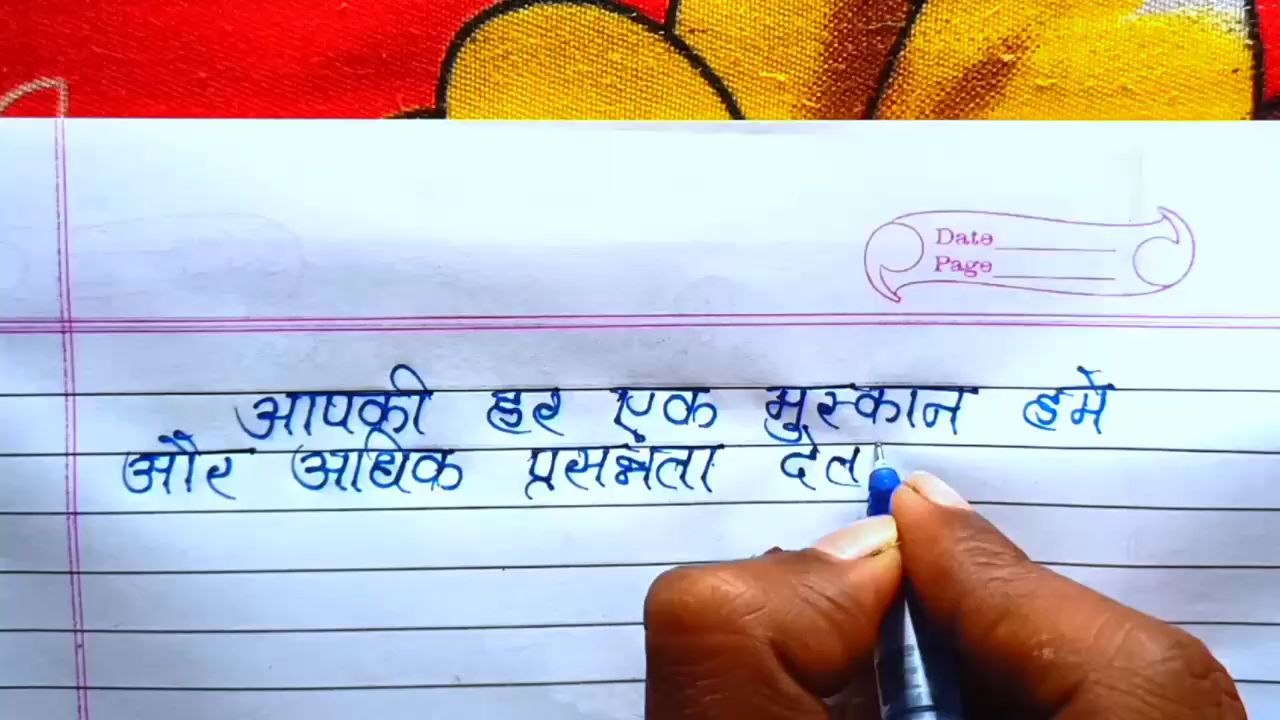 Date
Page
आपकी हर एक मुस्कान हमे
और अधिक प्रसन्नता देत